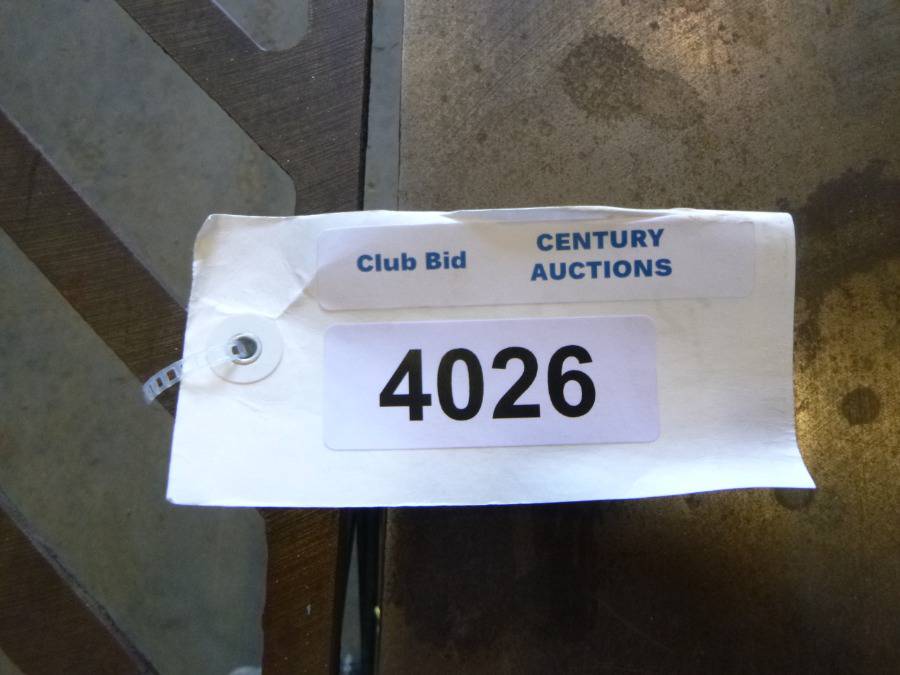 Club Bid
CENTURY
AUCTIONS
4026